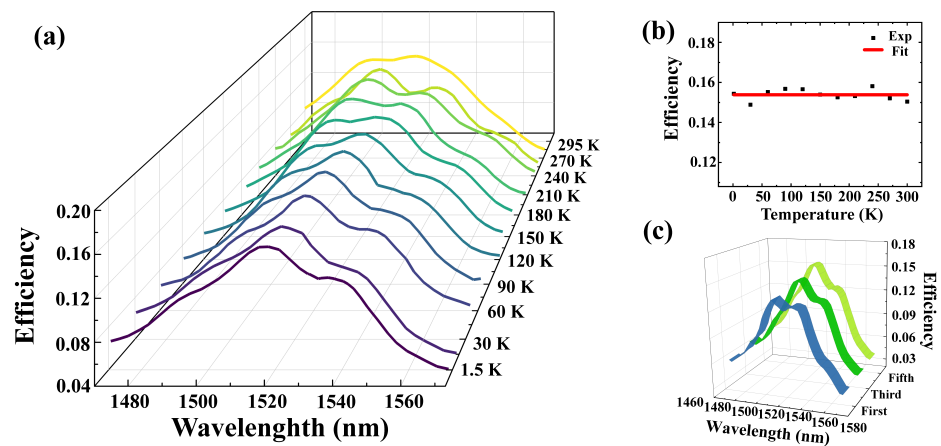 (a)
0.20
0.16
0.12
0.08
0.04
Efficiency
1480
1500
1520
1540
1560
Wavelenghth (nm)
295 K
270 K
240 K
210 K
180 K
150 K
120 K
90 K
60 K
30 K
1.5 K
(b)
0.18
0.16
0.14
0.12
Efficiency
Exp
Fit
0 50 100 150 200 250 300
Temperature (K)
(c)
0.18
0.15
0.12
0.09
0.06
0.03
Efficiency
Fifth
Third
First
1460
1480
1500
1520
1540
1560
1580
Wavelength (nm)